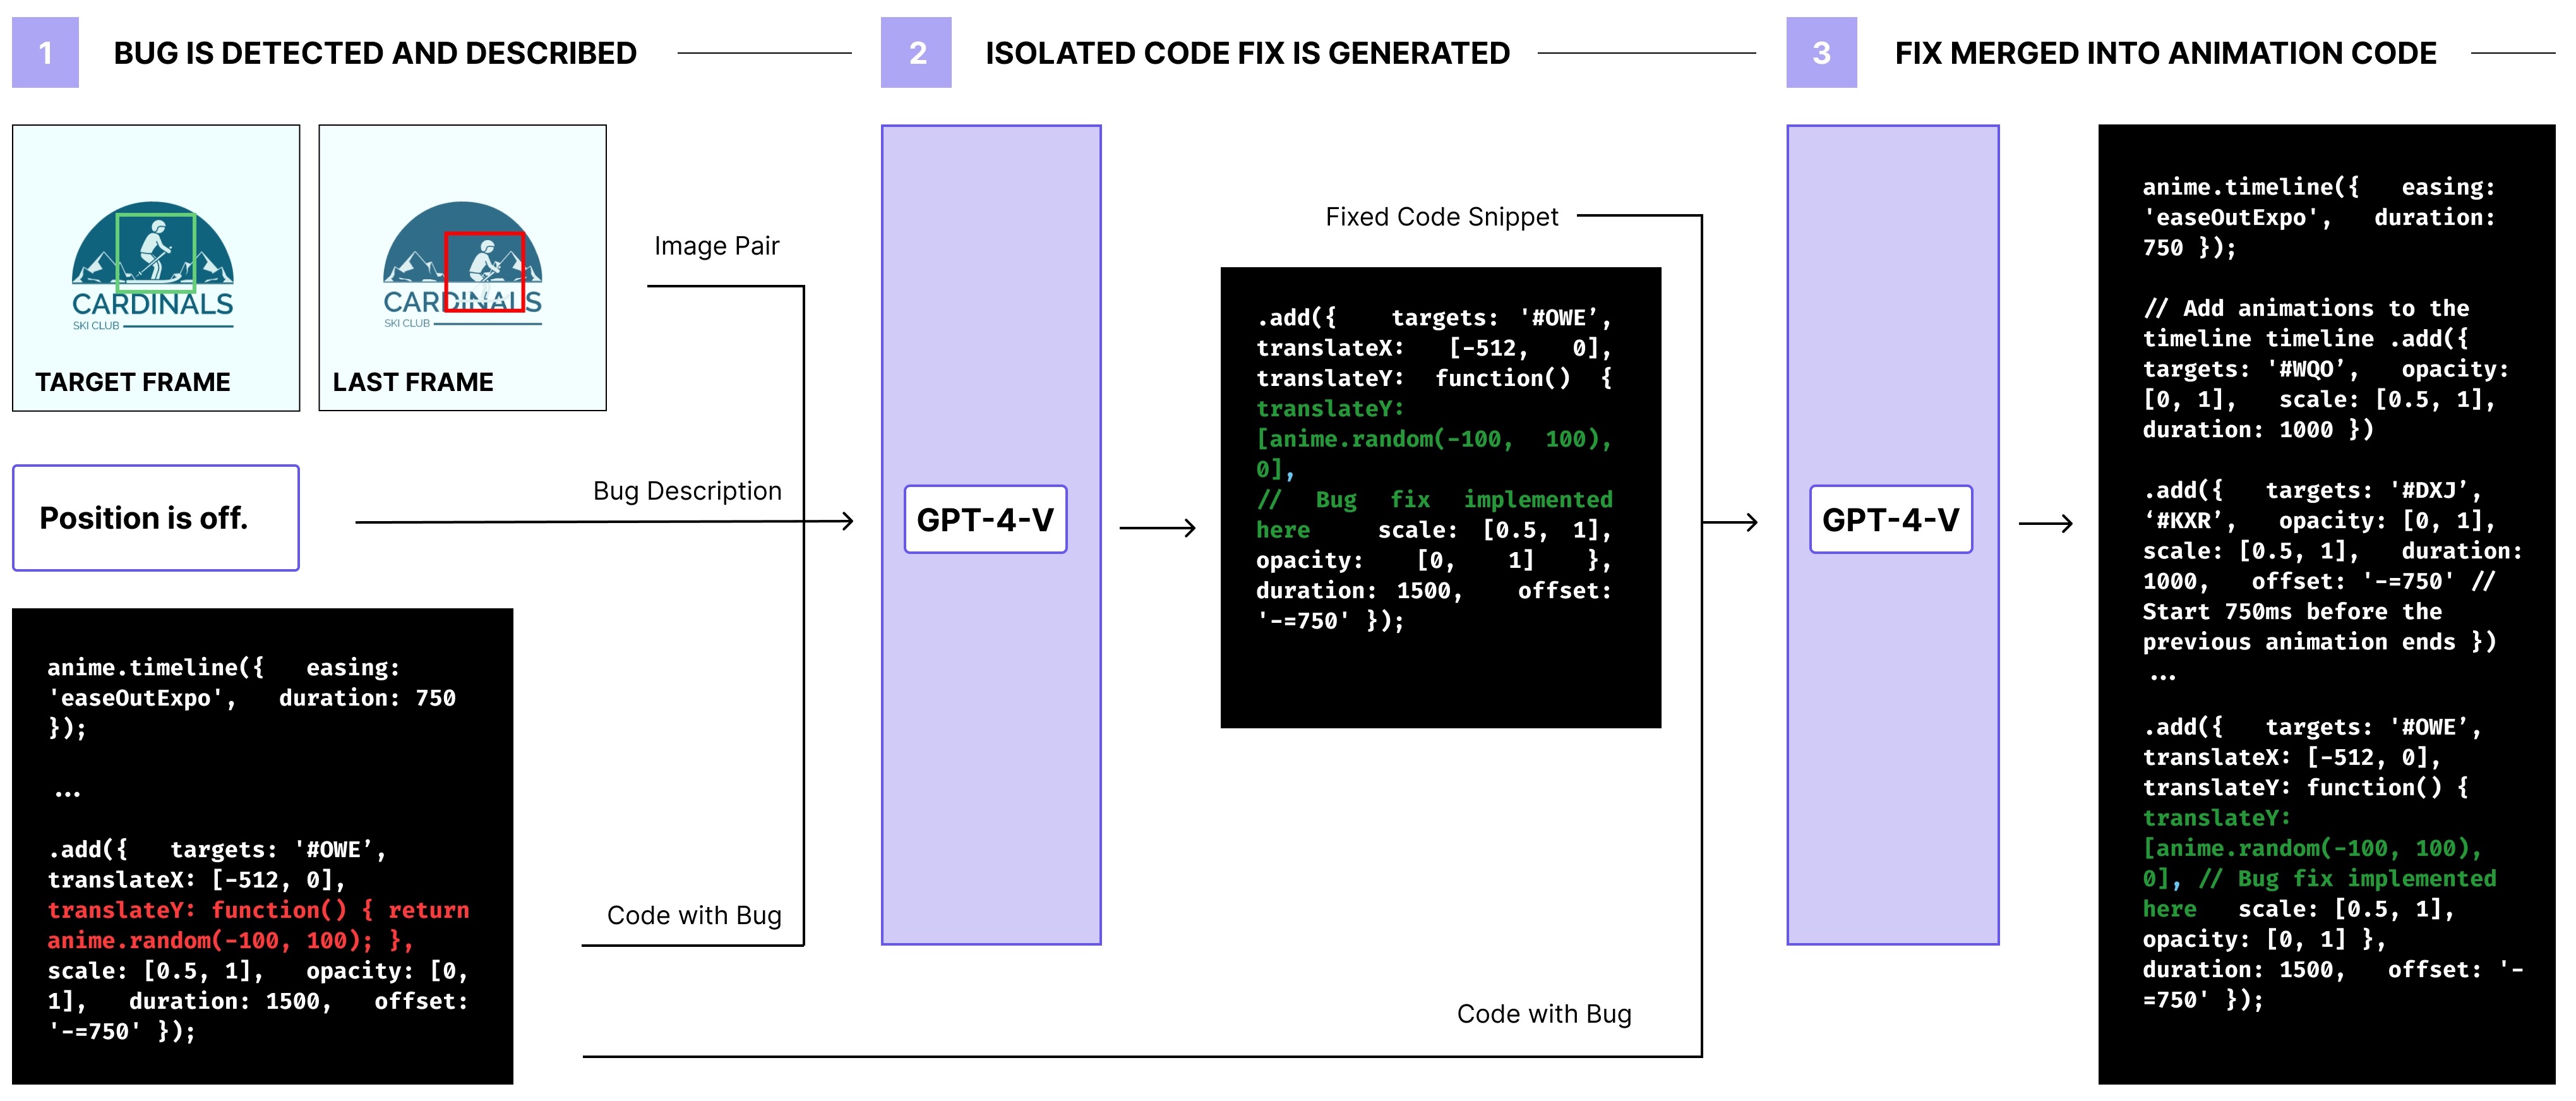 1
BUG IS DETECTED AND DESCRIBED
2
ISOLATED CODE FIX IS GENERATED
3
FIX MERGED INTO ANIMATION CODE
CARDINALS
SKI CLUB
TARGET FRAME
CARDINALS
SKI CLUB
LAST FRAME
Image Pair
Position is off.
Bug Description
anime.timeline({ easing:
'easeOutExpo', duration: 750
});
...
.add({ targets: '#OWE’,
translateX: [-512, 0],
translateY: function() { return
anime.random(-100, 100); },
scale: [0.5, 1], opacity: [0,
1], duration: 1500, offset:
'-=750' });
Code with Bug
GPT-4-V
Fixed Code Snippet
.add({ targets: '#OWE’,
translateX: [-512, 0],
translateY: function() {
translateY:
[anime.random(-100, 100),
0],
// Bug fix implemented
here scale: [0.5, 1],
opacity: [0, 1] },
duration: 1500, offset:
'-=750' });
Code with Bug
GPT-4-V
anime.timeline({ easing:
'easeOutExpo', duration:
750 });
// Add animations to the
timeline timeline .add({
targets: '#WQO’, opacity:
[0, 1], scale: [0.5, 1],
duration: 1000 })
.add({ targets: '#DXJ’,
‘#KXR’, opacity: [0, 1],
scale: [0.5, 1], duration:
1000, offset: '-=750' //
Start 750ms before the
previous animation ends })
...
.add({ targets: '#OWE’,
translateX: [-512, 0],
translateY: function() {
translateY:
[anime.random(-100, 100),
0], // Bug fix implemented
here scale: [0.5, 1],
opacity: [0, 1] },
duration: 1500, offset: '-
=750' });